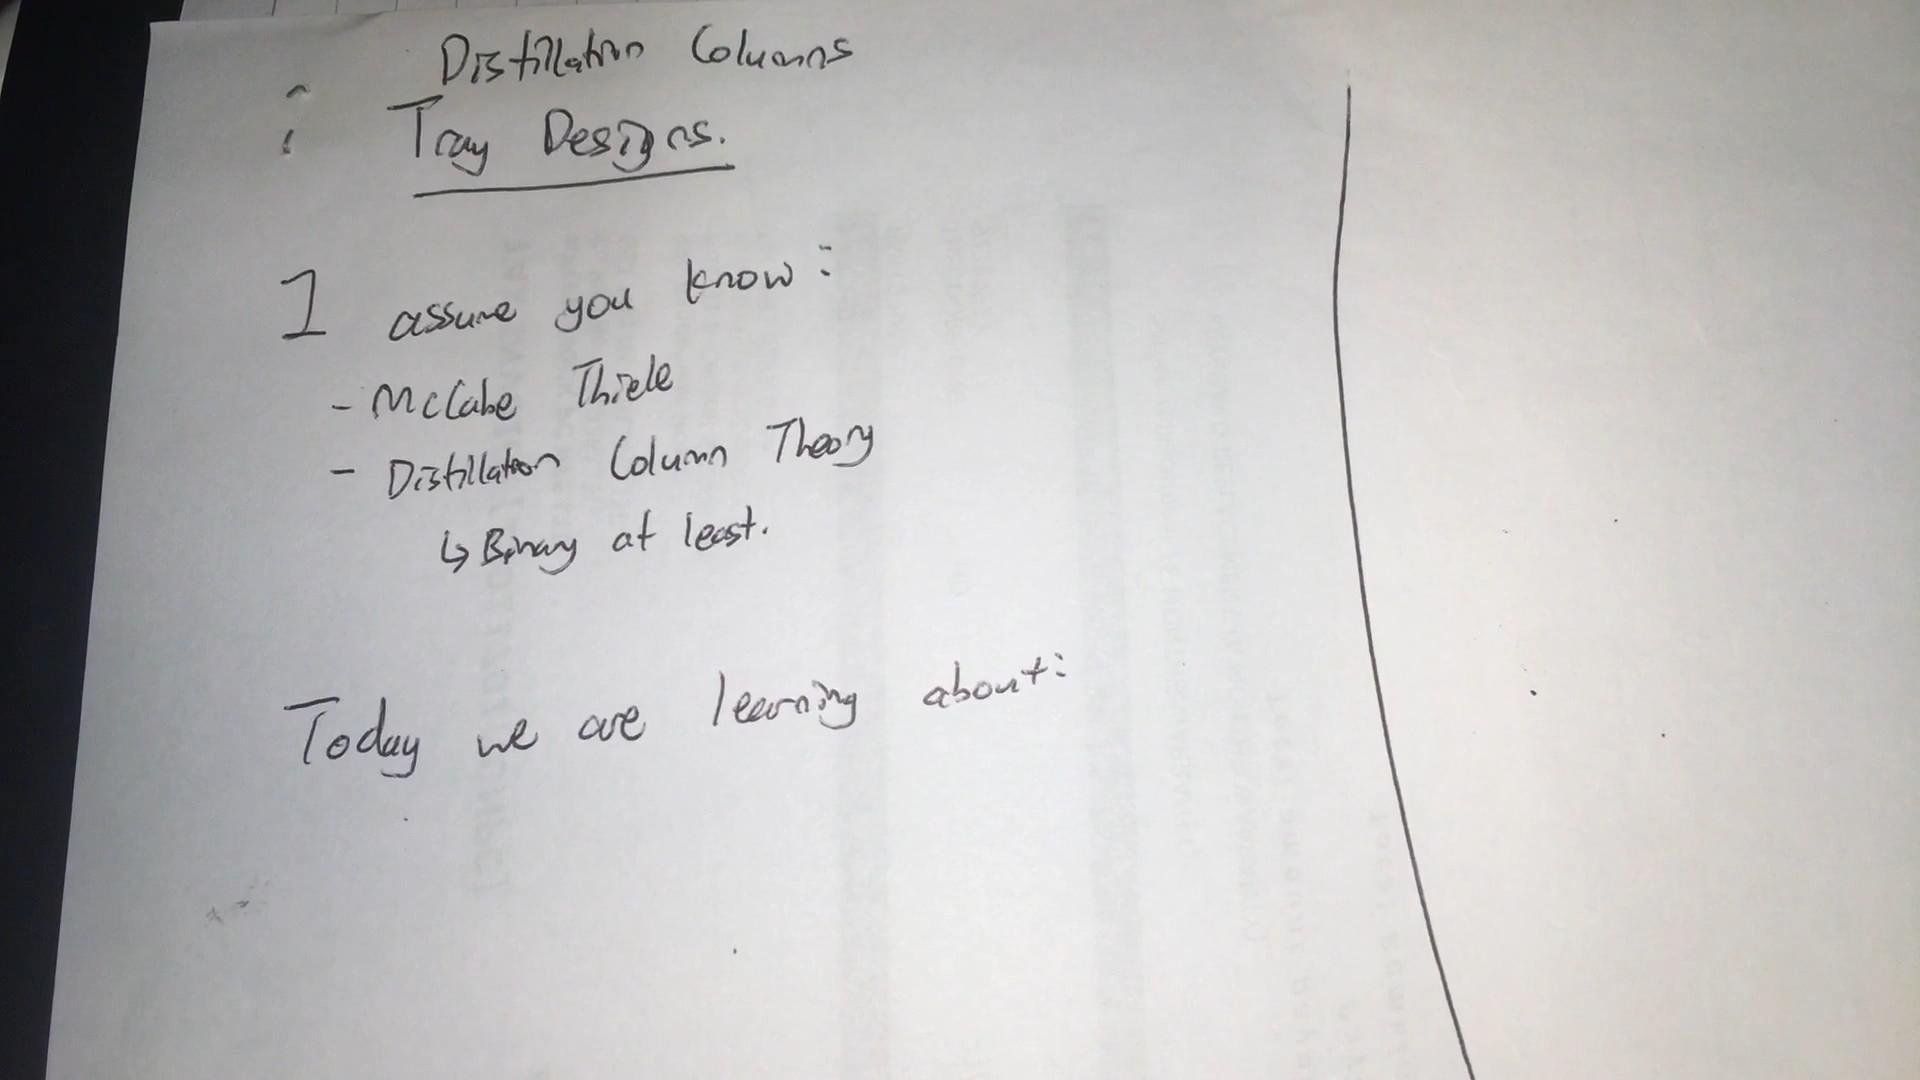 Distillation Columns
Tray Designs.
I assume you know:
- McCabe Thiele
- Distillation Column Theory
↳ Binary at least.
Today we are learning about: